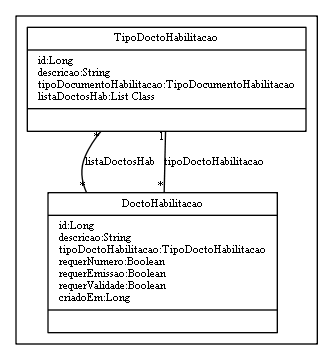 TipoDoctoHabilitacao
id:Long
descricao:String
tipoDocumentoHabilitacao:TipoDocumentoHabilitacao
listaDoctosHab:List Class
* 1
listaDoctosHab tipoDoctoHabilitacao
* *
DoctoHabilitacao
id:Long
descricao:String
tipoDoctoHabilitacao:TipoDoctoHabilitacao
requerNumero:Boolean
requerEmissao:Boolean
requerValidade:Boolean
criadoEm:Long